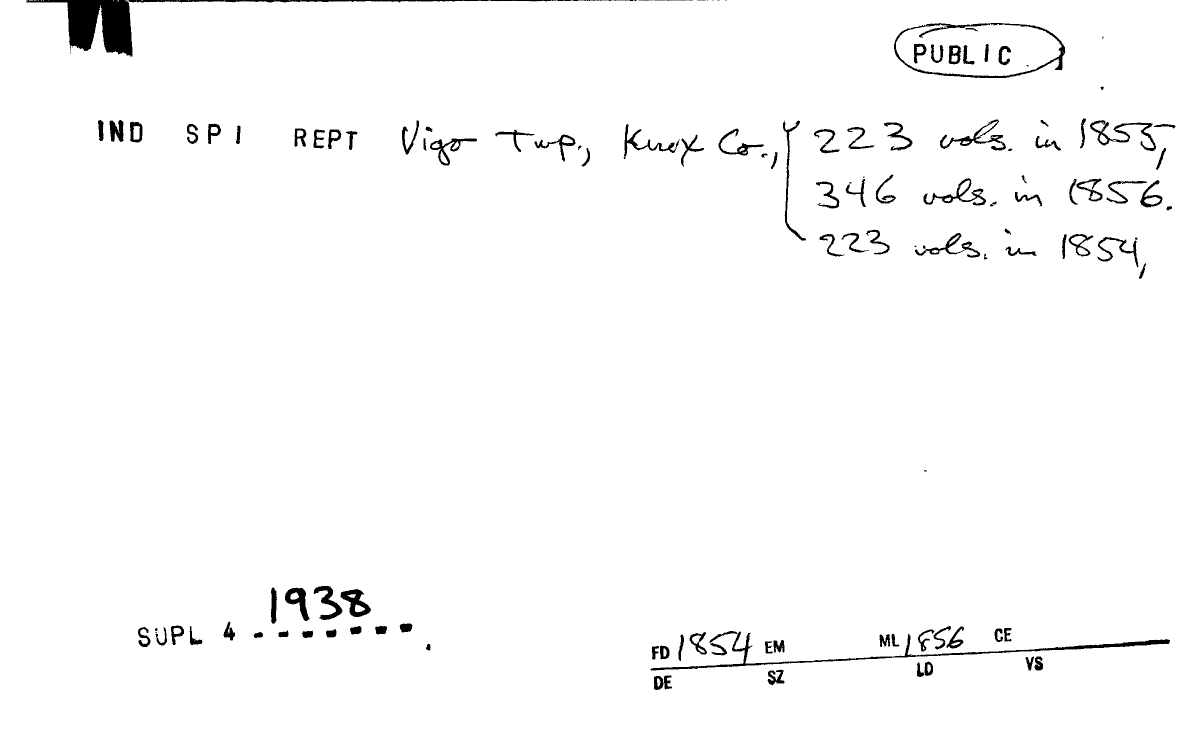 PUBLIC
IND SPI REPT Vigo Twp., Knox Co., 223 vols. in 1855,
346 vols. in 1856.
223 vols. in 1854,
1938
SUPL 4 -------.
FD 1854 EM ML 1856 CE
DE SZ LD VS